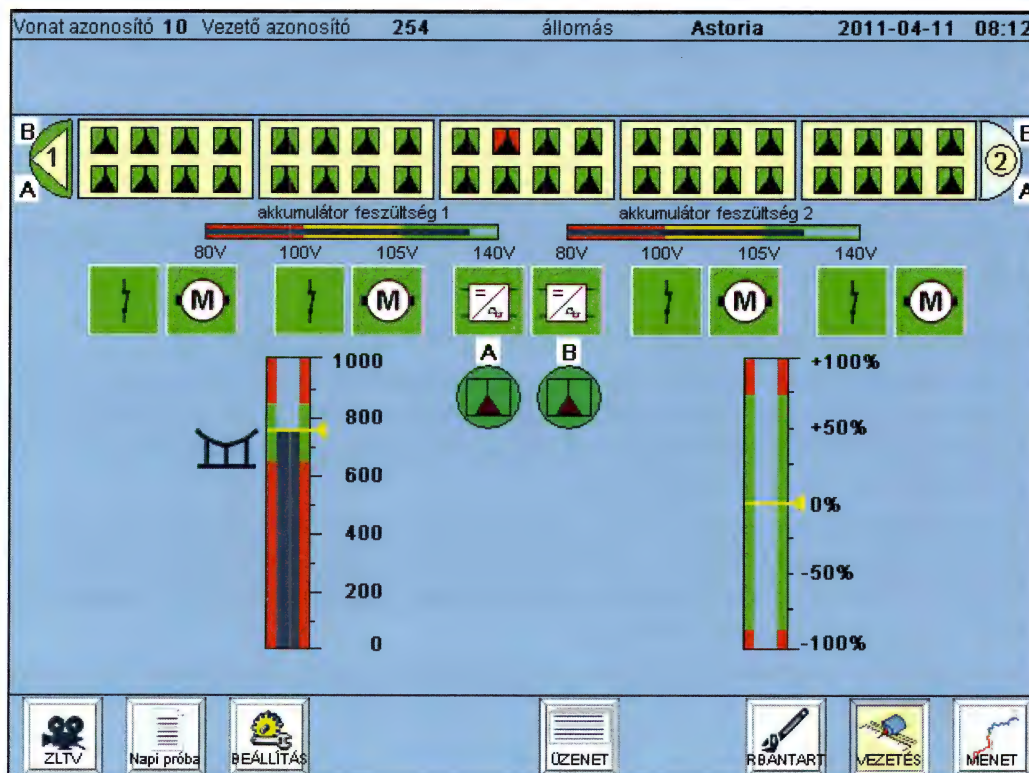 Vonat azonosító 10 Vezető azonosító 254 állomás Astoria 2011-04-11 08:12
B B
1 2
A A
akkumulátor feszültség 1 akkumulátor feszültség 2
80V 100V 105V 140V 80V 100V 105V 140V
M M M M
A B
1000 +100%
800 +50%
600
400 0%
200 -50%
0 -100%
ZLTV Napi próba BEÁLLÍTÁS ÜZENET RBANTART VEZETÉS MENET